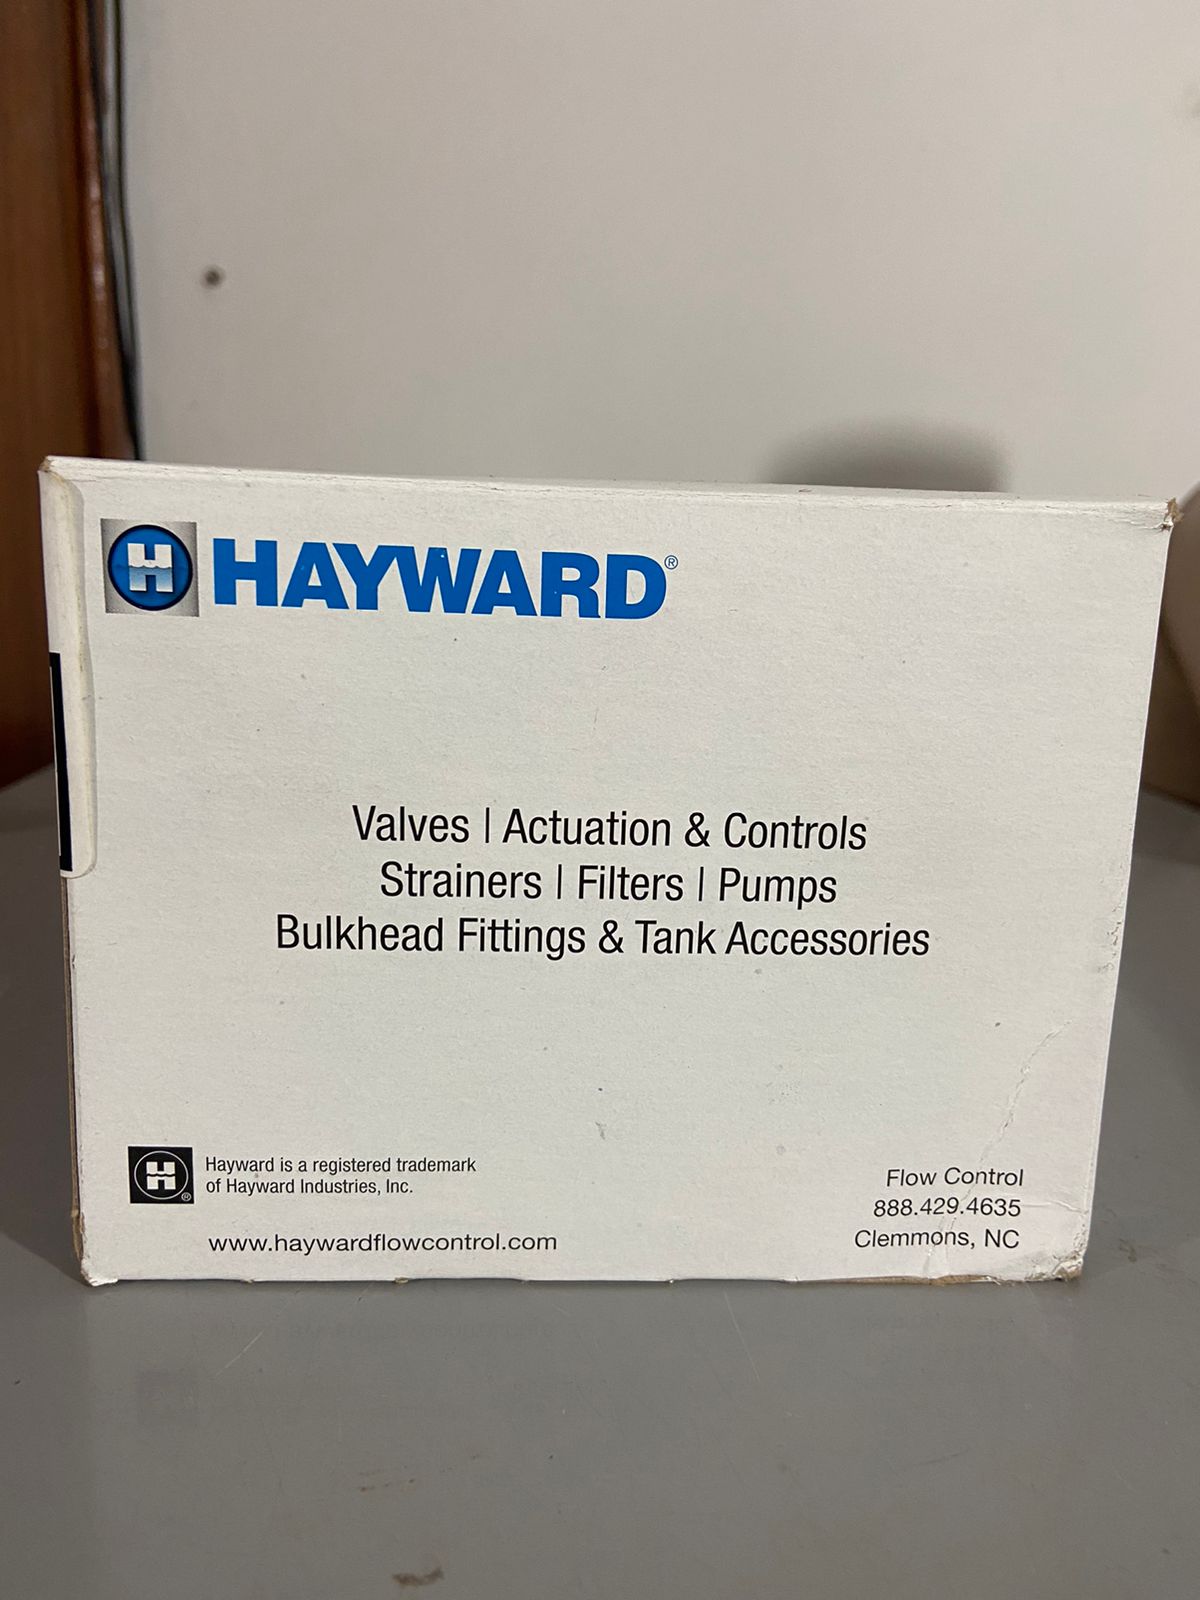 HAYWARD®
Valves | Actuation & Controls
Strainers | Filters | Pumps
Bulkhead Fittings & Tank Accessories
Hayward is a registered trademark
of Hayward Industries, Inc.
www.haywardflowcontrol.com
Flow Control
888.429.4635
Clemmons, NC